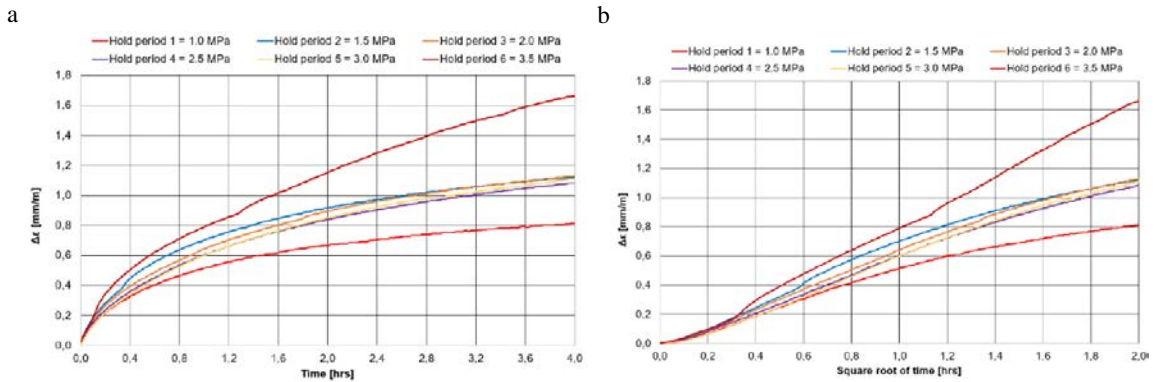 a
Hold period 1 = 1.0 MPa Hold period 2 = 1.5 MPa Hold period 3 = 2.0 MPa
Hold period 4 = 2.5 MPa Hold period 5 = 3.0 MPa Hold period 6 = 3.5 MPa
1,8
1,6
1,4
1,2
1,0
0,8
0,6
0,4
0,2
0,0
Δε [mm/m]
0,0 0,4 0,8 1,2 1,6 2,0 2,4 2,8 3,2 3,6 4,0
Time [hrs]
b
Hold period 1 = 1.0 MPa Hold period 2 = 1.5 MPa Hold period 3 = 2.0 MPa
Hold period 4 = 2.5 MPa Hold period 5 = 3.0 MPa Hold period 6 = 3.5 MPa
1,8
1,6
1,4
1,2
1,0
0,8
0,6
0,4
0,2
0,0
Δε [mm/m]
0,0 0,2 0,4 0,6 0,8 1,0 1,2 1,4 1,6 1,8 2,0
Square root of time [hrs]